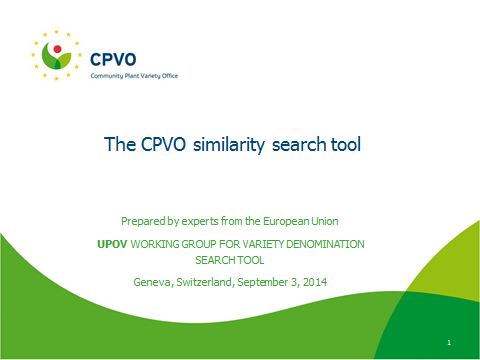 CPVO
Community Plant Variety Office
The CPVO similarity search tool
Prepared by experts from the European Union
UPOV WORKING GROUP FOR VARIETY DENOMINATION
SEARCH TOOL
Geneva, Switzerland, September 3, 2014
1